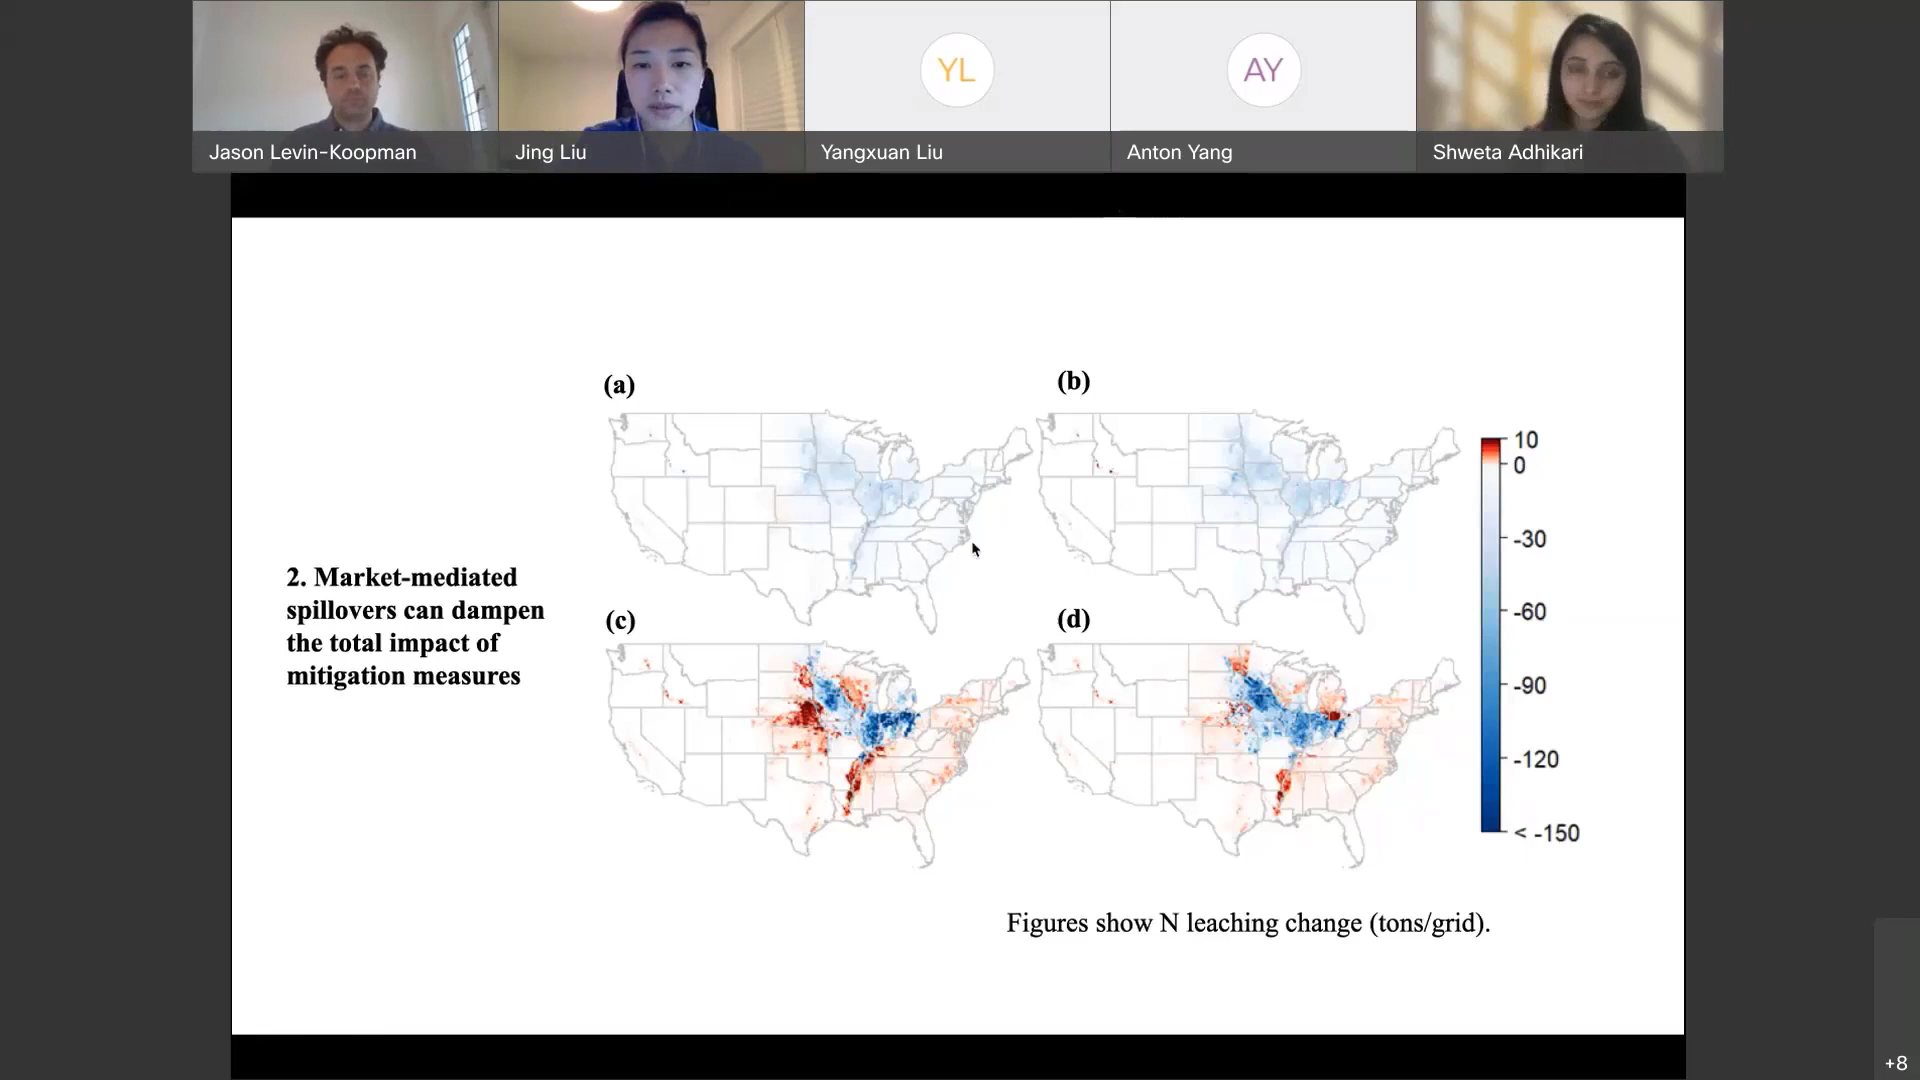 YL
AY
Jason Levin-Koopman
Jing Liu
Yangxuan Liu
Anton Yang
Shweta Adhikari
(a)
(b)
10
0
-30
-60
-90
-120
< -150
2. Market-mediated
spillovers can dampen
the total impact of
mitigation measures
(c)
(d)
Figures show N leaching change (tons/grid).
+8